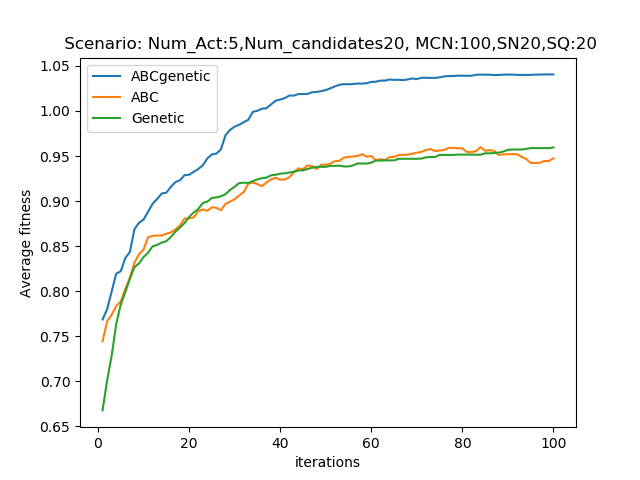 Scenario: Num_Act:5,Num_candidates20, MCN:100,SN20,SQ:20
ABCgenetic
ABC
Genetic
1.05
1.00
0.95
0.90
0.85
0.80
0.75
0.70
0.65
Average fitness
0 20 40 60 80 100
iterations